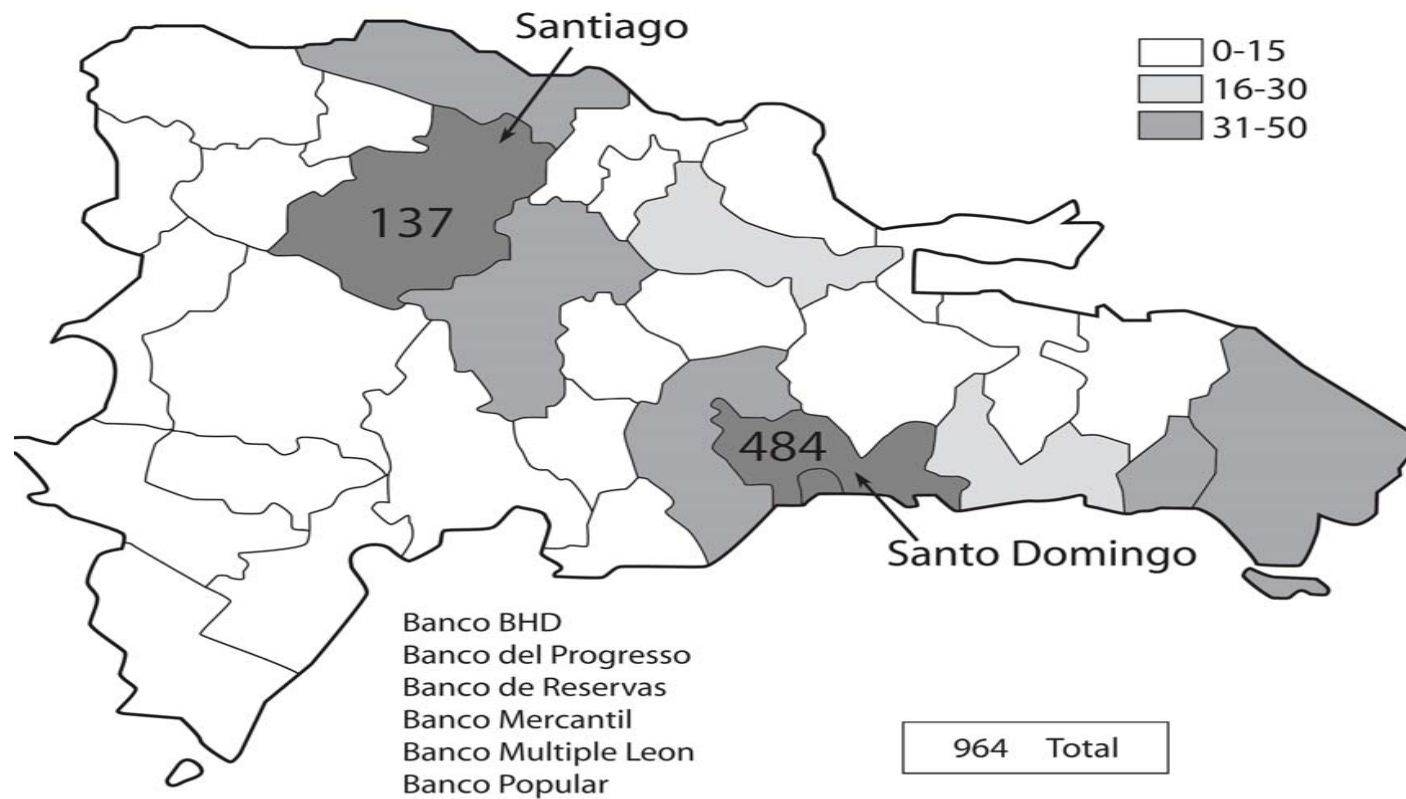 Santiago
0-15
16-30
31-50
137
484
Santo Domingo
Banco BHD
Banco del Progresso
Banco de Reservas
Banco Mercantil
Banco Multiple Leon
Banco Popular
964 Total